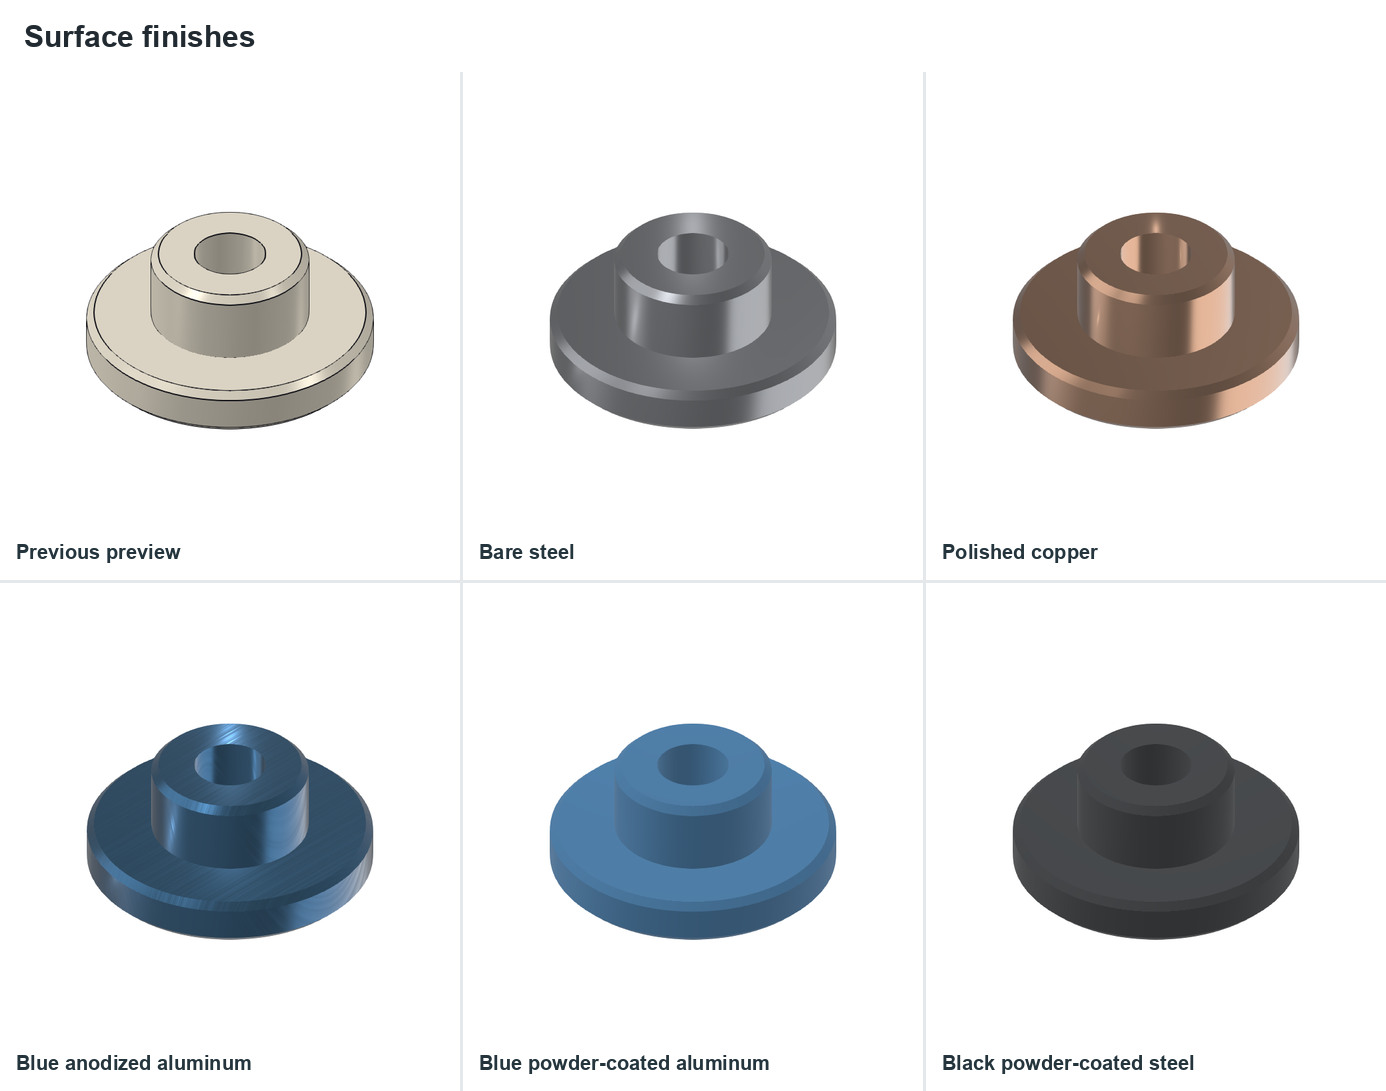 Surface finishes
Previous preview
Bare steel
Polished copper
Blue anodized aluminum
Blue powder-coated aluminum
Black powder-coated steel